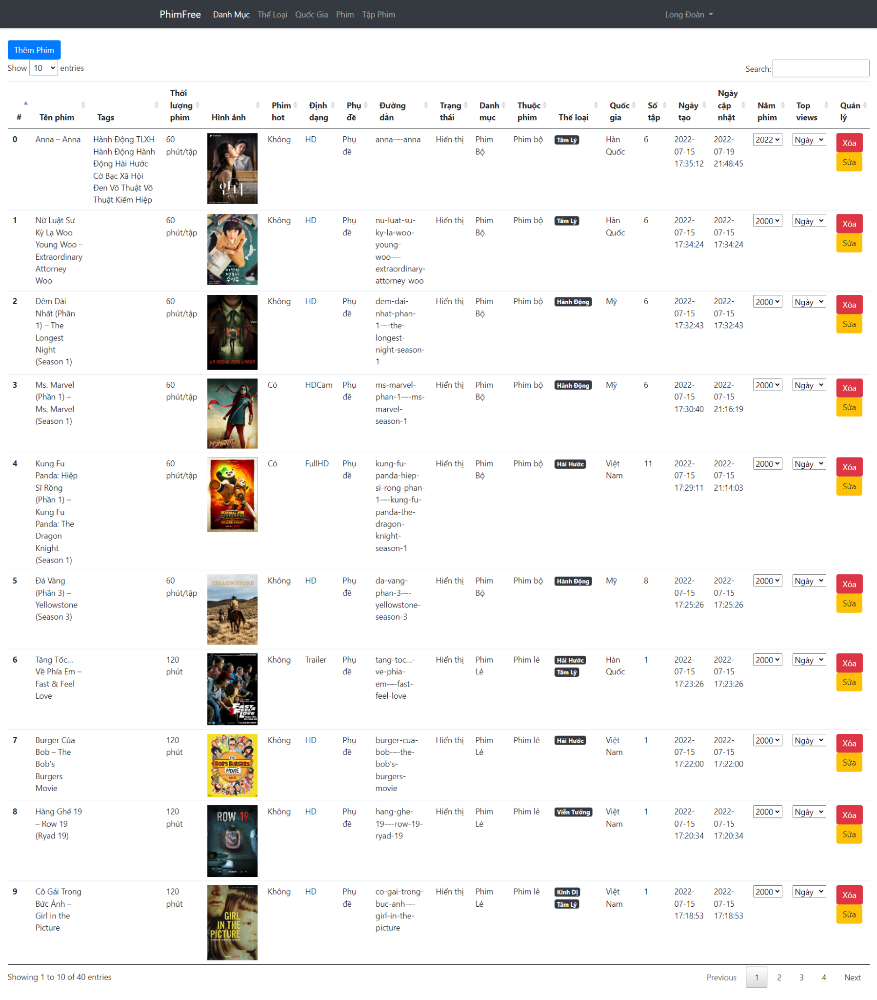 PhimFree Danh Mục Thể Loại Quốc Gia Phim Tập Phim Long Đoàn
Thêm Phim
Show 10 entries Search:
# Tên phim Tags Thời lượng phim Hình ảnh Phim hot Định dạng Phụ đề Đường dẫn Trạng thái Danh mục Thuộc phim Thể loại Quốc gia Số tập Ngày tạo Ngày cập nhật Năm phim Top views Quản lý
0 Anna – Anna Hành Động TLXH Hành Động Hành Động Hài Hước Cờ Bạc Xã Hội Đen Võ Thuật Võ Thuật Kiếm Hiệp 60 phút/tập 안나 ANNA Không HD Phụ đề anna-–-anna Hiển thị Phim Bộ Phim bộ Tâm Lý Hàn Quốc 6 2022-07-15 17:35:12 2022-07-19 21:48:45 2022 Ngày Xóa Sửa
1 Nữ Luật Sư Kỳ Lạ Woo Young Woo – Extraordinary Attorney Woo 60 phút/tập 이상한 변호사 우영우 Không HD Phụ đề nu-luat-su-ky-la-woo-young-woo-–-extraordinary-attorney-woo Hiển thị Phim Bộ Phim bộ Tâm Lý Hàn Quốc 6 2022-07-15 17:34:24 2022-07-15 17:34:24 2000 Ngày Xóa Sửa
2 Đêm Dài Nhất (Phần 1) – The Longest Night (Season 1) 60 phút/tập LA NOCHE MÁS LARGA Không HD Phụ đề dem-dai-nhat-phan-1-–-the-longest-night-season-1 Hiển thị Phim Bộ Phim bộ Hành Động Mỹ 6 2022-07-15 17:32:43 2022-07-15 17:32:43 2000 Ngày Xóa Sửa
3 Ms. Marvel (Phần 1) – Ms. Marvel (Season 1) 60 phút/tập MS. MARVEL Có HDCam Phụ đề ms-marvel-phan-1-–-ms-marvel-season-1 Hiển thị Phim Bộ Phim bộ Hành Động Mỹ 6 2022-07-15 17:30:40 2022-07-15 21:16:19 2000 Ngày Xóa Sửa
4 Kung Fu Panda: Hiệp Sĩ Rồng (Phần 1) – Kung Fu Panda: The Dragon Knight (Season 1) 60 phút/tập KUNG FU PANDA DRAGON KNIGHT Có FullHD Phụ đề kung-fu-panda-hiep-si-rong-phan-1-–-kung-fu-panda-the-dragon-knight-season-1 Hiển thị Phim Bộ Phim bộ Hài Hước Việt Nam 11 2022-07-15 17:29:11 2022-07-15 21:14:03 2000 Ngày Xóa Sửa
5 Đá Vàng (Phần 3) – Yellowstone (Season 3) 60 phút/tập YELLOWSTONE Không HD Phụ đề da-vang-phan-3-–-yellowstone-season-3 Hiển thị Phim Bộ Phim bộ Hành Động Mỹ 8 2022-07-15 17:25:26 2022-07-15 17:25:26 2000 Ngày Xóa Sửa
6 Tăng Tốc… Về Phía Em – Fast & Feel Love 120 phút FAST & FEEL LOVE Không Trailer Phụ đề tang-toc…-ve-phia-em-–-fast-feel-love Hiển thị Phim Lẻ Phim lẻ Hài Hước Tâm Lý Hàn Quốc 1 2022-07-15 17:23:26 2022-07-15 17:23:26 2000 Ngày Xóa Sửa
7 Burger Của Bob – The Bob’s Burgers Movie 120 phút THE BOB'S BURGERS MOVIE Không HD Phụ đề burger-cua-bob-–-the-bob’s-burgers-movie Hiển thị Phim Lẻ Phim lẻ Hài Hước Việt Nam 1 2022-07-15 17:22:00 2022-07-15 17:22:00 2000 Ngày Xóa Sửa
8 Hàng Ghế 19 – Row 19 (Ryad 19) 120 phút ROW 19 Không HD Phụ đề hang-ghe-19-–-row-19-ryad-19 Hiển thị Phim Lẻ Phim lẻ Viễn Tưởng Việt Nam 1 2022-07-15 17:20:34 2022-07-15 17:20:34 2000 Ngày Xóa Sửa
9 Cô Gái Trong Bức Ảnh – Girl in the Picture 120 phút GIRL IN THE PICTURE Không HD Phụ đề co-gai-trong-buc-anh-–-girl-in-the-picture Hiển thị Phim Lẻ Phim lẻ Kinh Dị Tâm Lý Việt Nam 1 2022-07-15 17:18:53 2022-07-15 17:18:53 2000 Ngày Xóa Sửa
Showing 1 to 10 of 40 entries Previous 1 2 3 4 Next